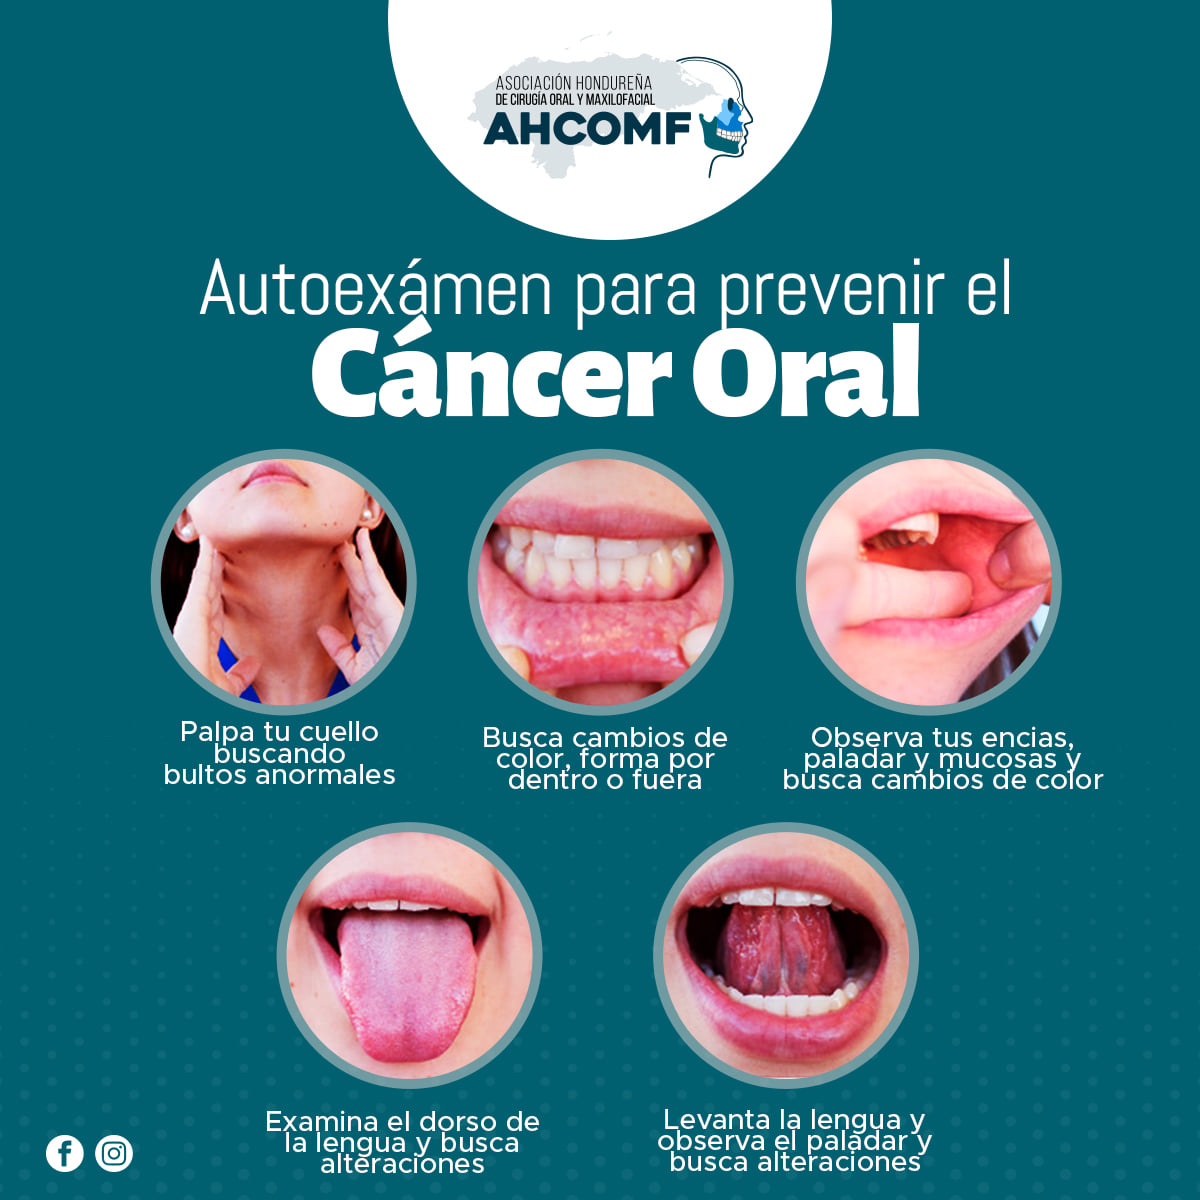 ASOCIACIÓN HONDUREÑA
DE CIRUGÍA ORAL Y MAXILOFACIAL
AHCOMF
Autoexámen para prevenir el
Cáncer Oral
Palpa tu cuello
buscando
bultos anormales
Busca cambios de
color, forma por
dentro o fuera
Observa tus encias,
paladar y mucosas y
busca cambios de color
Examina el dorso de
la lengua y busca
alteraciones
Levanta la lengua y
observa el paladar y
busca alteraciones